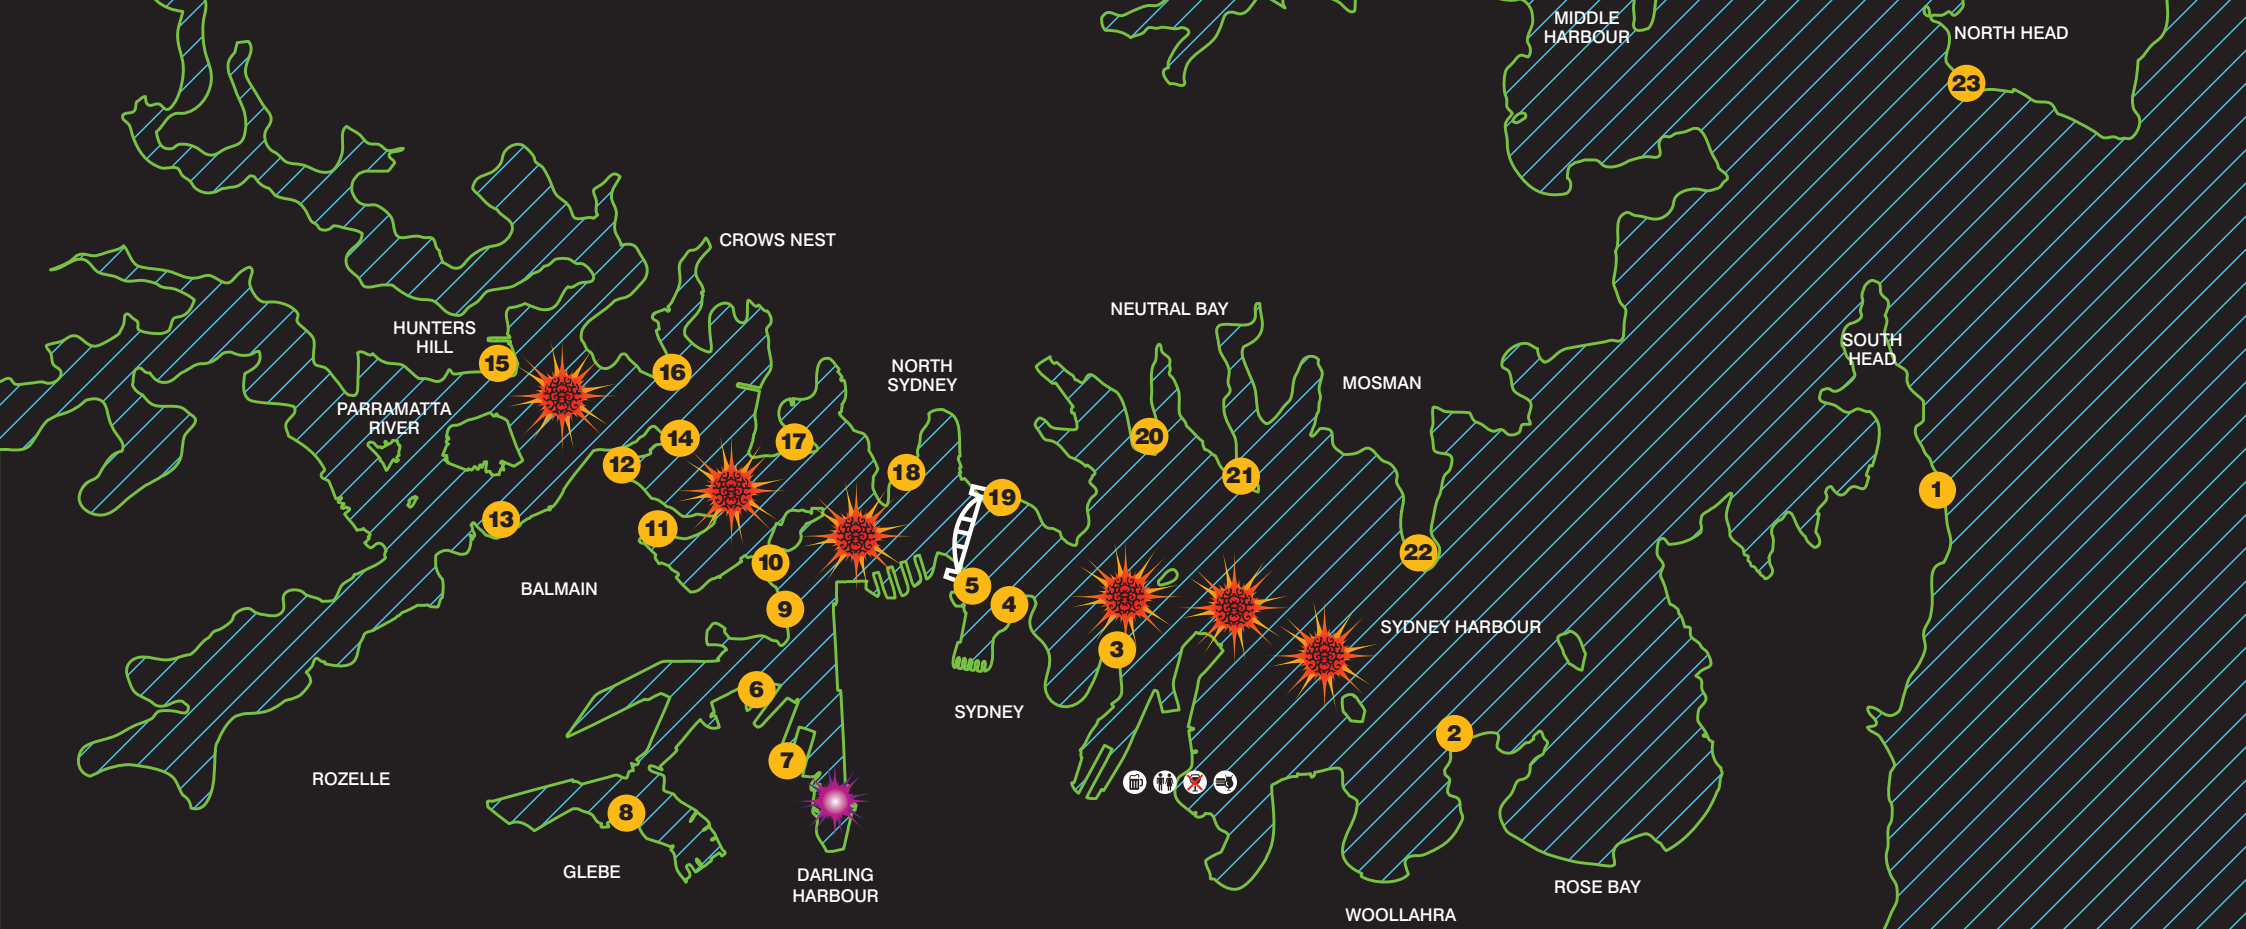 MIDDLE
HARBOUR
NORTH HEAD
23
CROWS NEST
NEUTRAL BAY
HUNTERS
HILL
SOUTH
HEAD
15
16
NORTH
SYDNEY
MOSMAN
PARRAMATTA
RIVER
14
17
20
12
18
21
1
19
13
11
22
10
BALMAIN
5
9
4
SYDNEY HARBOUR
3
6
SYDNEY
2
7
ROZELLE
8
GLEBE
DARLING
HARBOUR
ROSE BAY
WOOLLAHRA